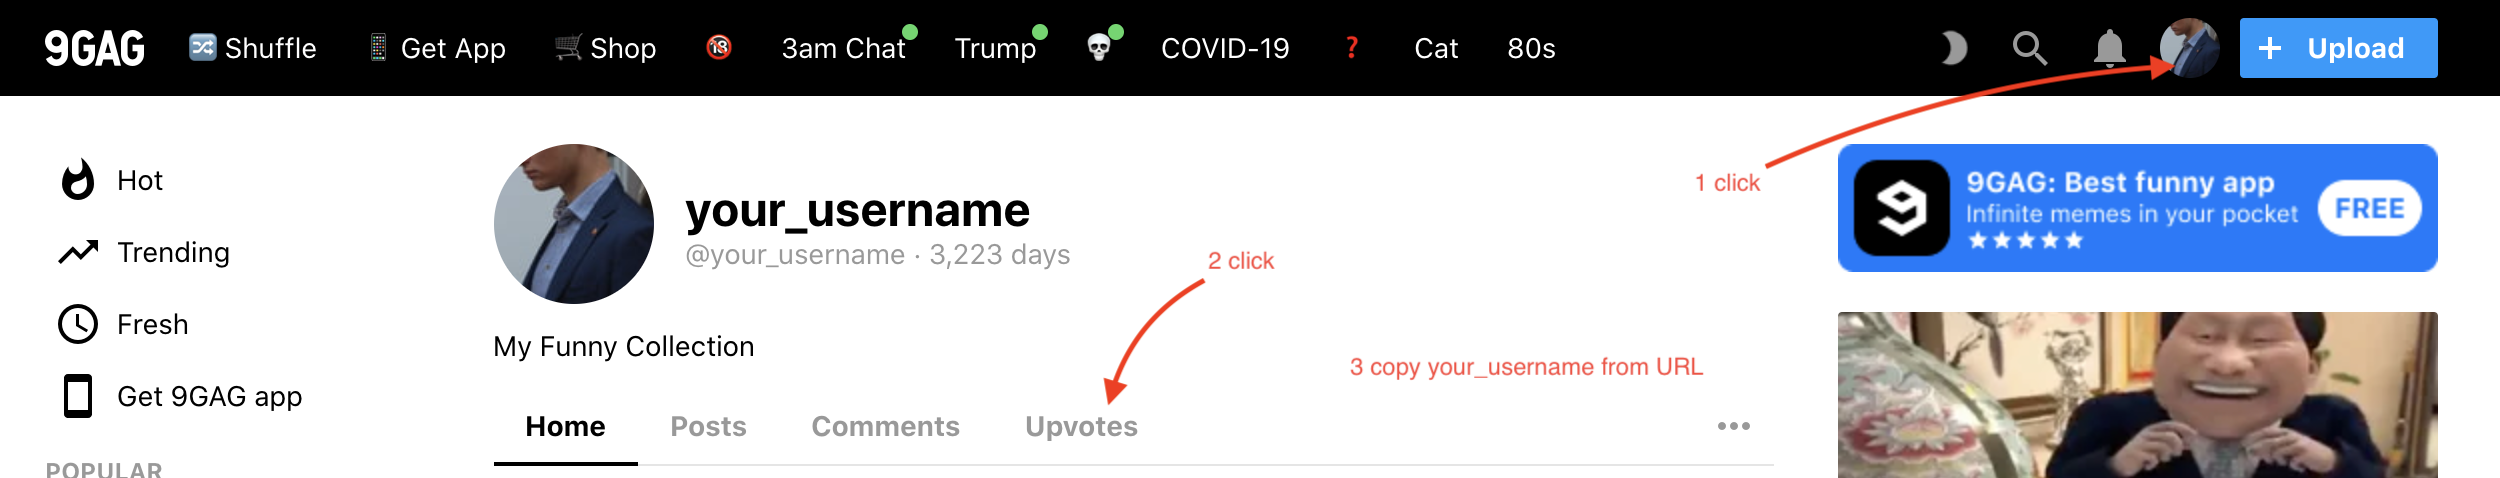 9GAG Shuffle Get App Shop 18 3am Chat Trump COVID-19 ? Cat 80s + Upload
1 click
Hot
Trending
Fresh
Get 9GAG app
POPULAR
your_username
@your_username · 3,223 days
2 click
My Funny Collection
3 copy your_username from URL
Home Posts Comments Upvotes •••
9GAG: Best funny app
Infinite memes in your pocket
★★★★★
FREE